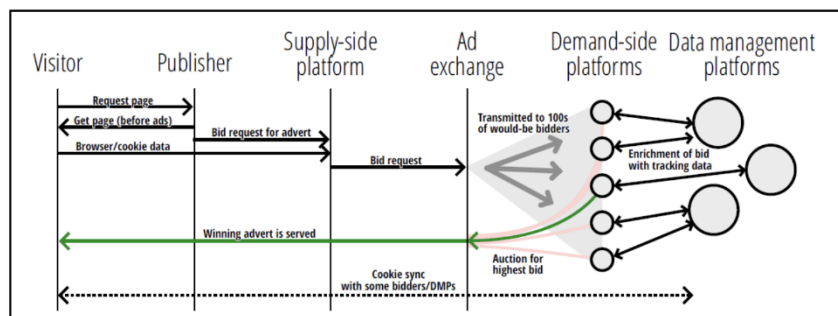 Visitor
Publisher
Supply-side
platform
Ad
exchange
Demand-side
platforms
Data management
platforms
Request page
Get page (before ads)
Bid request for advert
Browser/cookie data
Bid request
Transmitted to 100s
of would-be bidders
Enrichment of bid
with tracking data
Winning advert is served
Auction for
highest bid
Cookie sync
with some bidders/DMPs